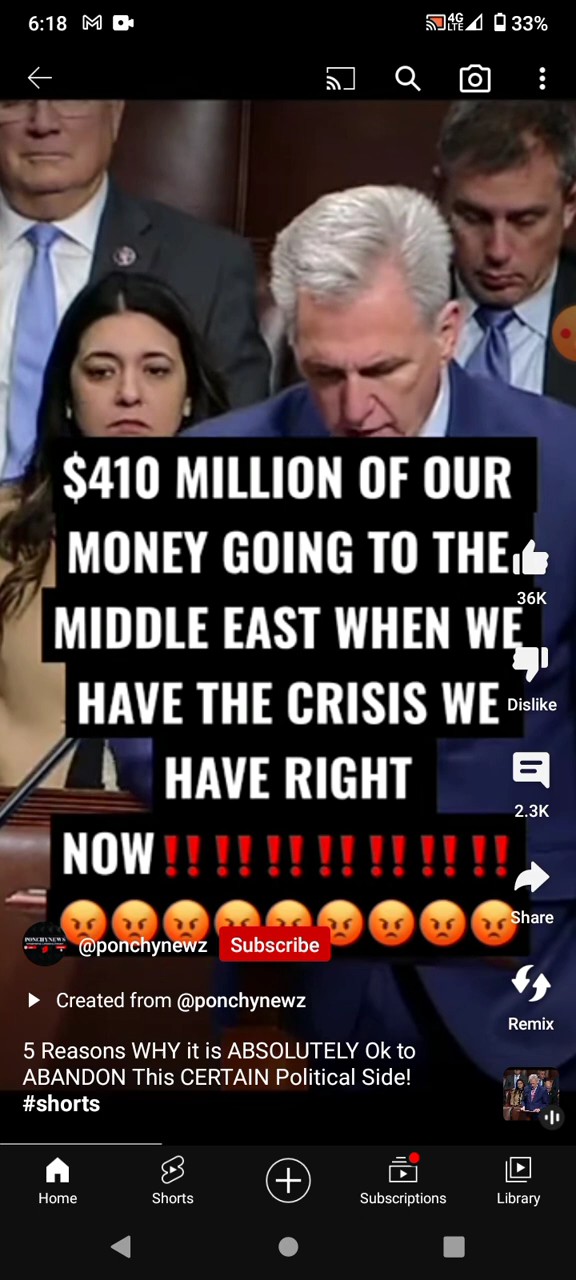 6:18
4G
LTE
33%
$410 MILLION OF OUR
MONEY GOING TO THE
MIDDLE EAST WHEN WE
HAVE THE CRISIS WE
HAVE RIGHT
NOW‼️‼️‼️‼️‼️‼️‼️
😡😡😡😡😡😡😡😡😡
36K
Dislike
2.3K
Share
Remix
PONCHYNEWS
@ponchynewz
Subscribe
Created from @ponchynewz
5 Reasons WHY it is ABSOLUTELY Ok to
ABANDON This CERTAIN Political Side!
#shorts
Home
Shorts
Subscriptions
Library